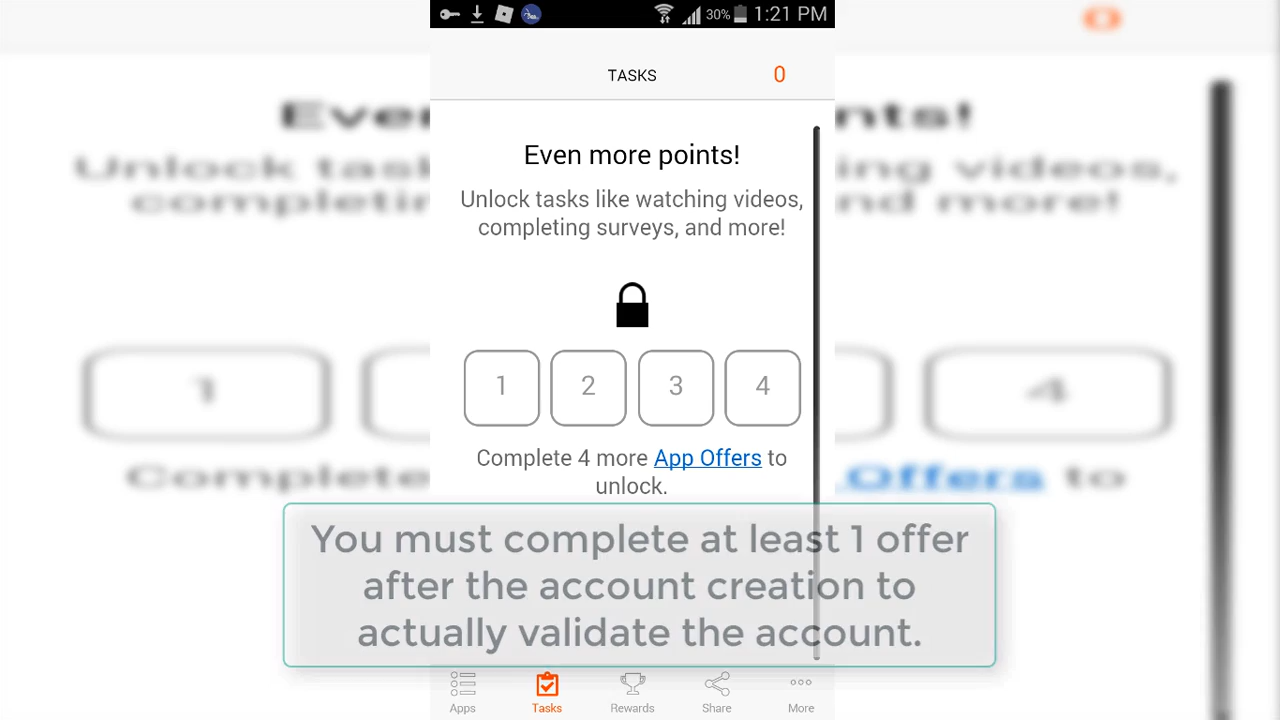 30% 1:21 PM
TASKS 0
Even more points!
Unlock tasks like watching videos,
completing surveys, and more!
1 2 3 4
Complete 4 more App Offers to
unlock.
You must complete at least 1 offer
after the account creation to
actually validate the account.
Apps Tasks Rewards Share More